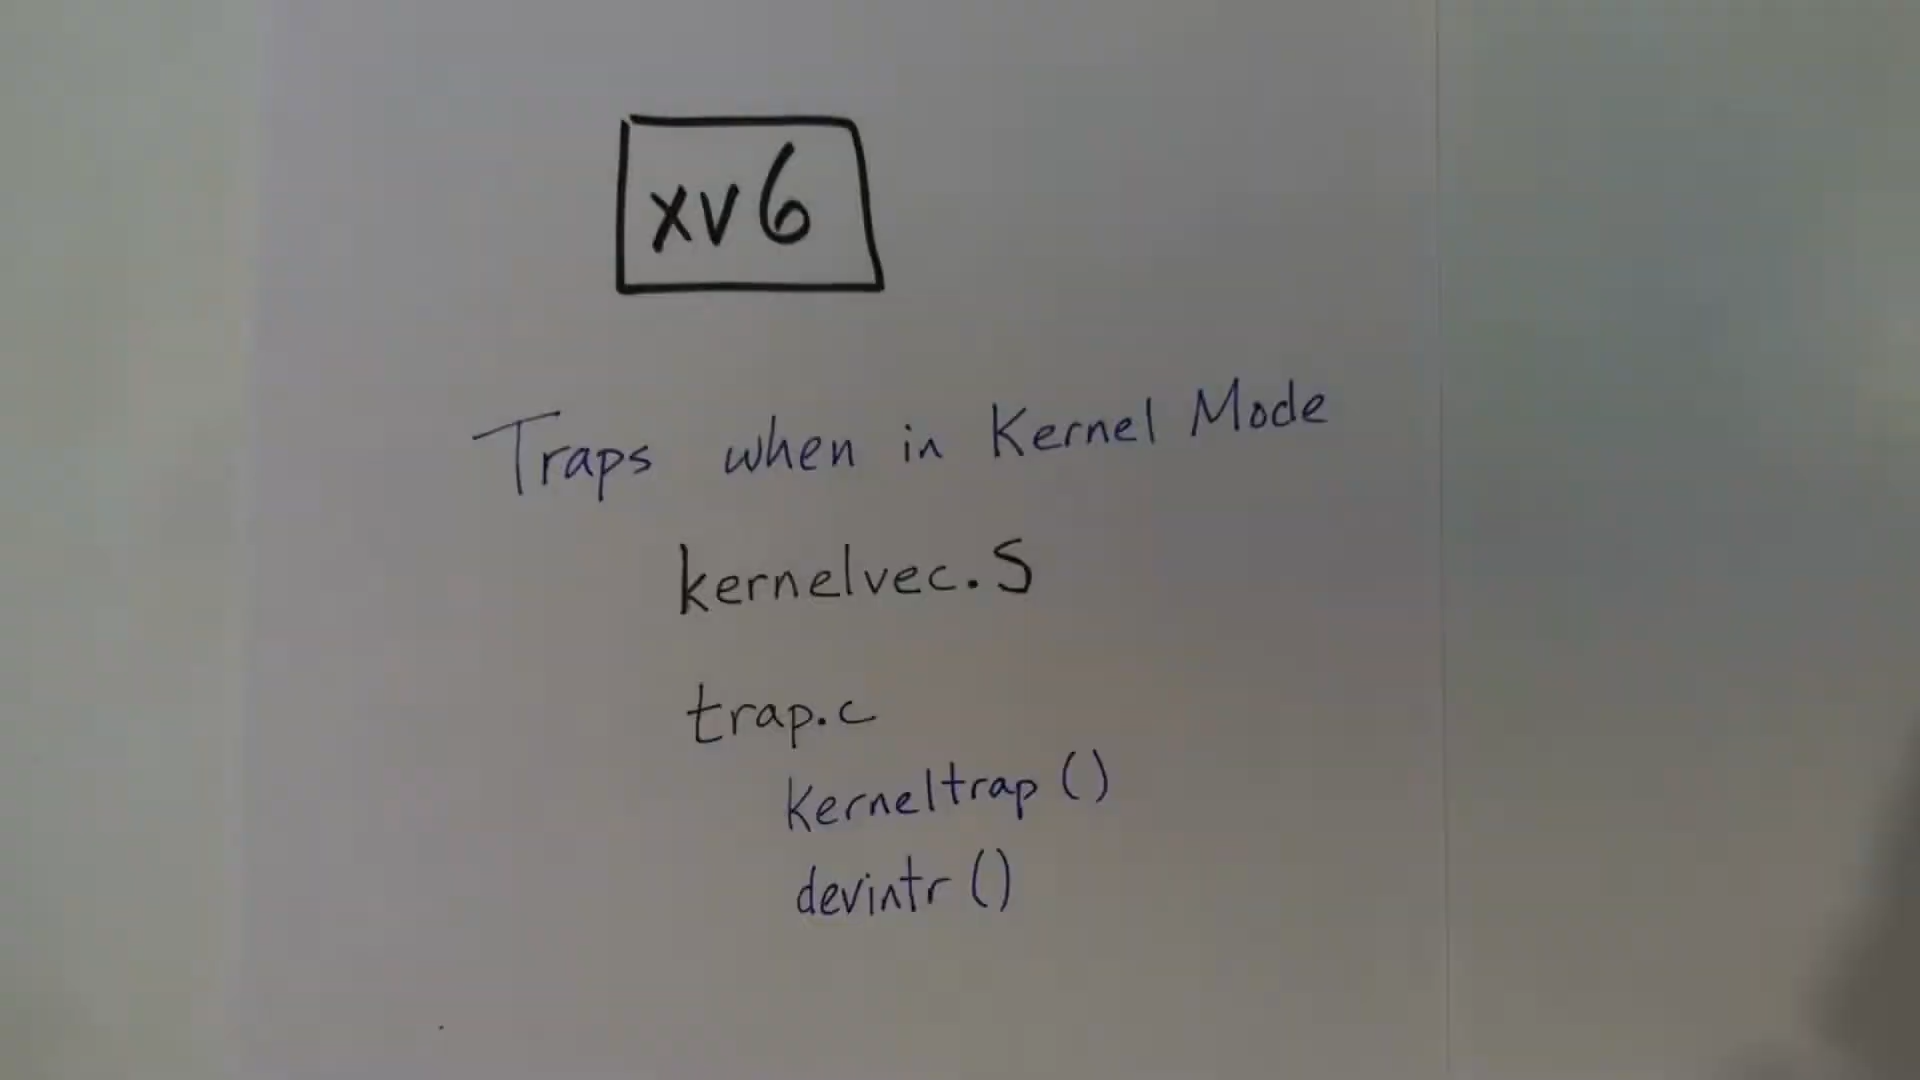 xv6
Traps when in Kernel Mode
kernelvec.S
trap.c
kerneltrap ()
devintr ()